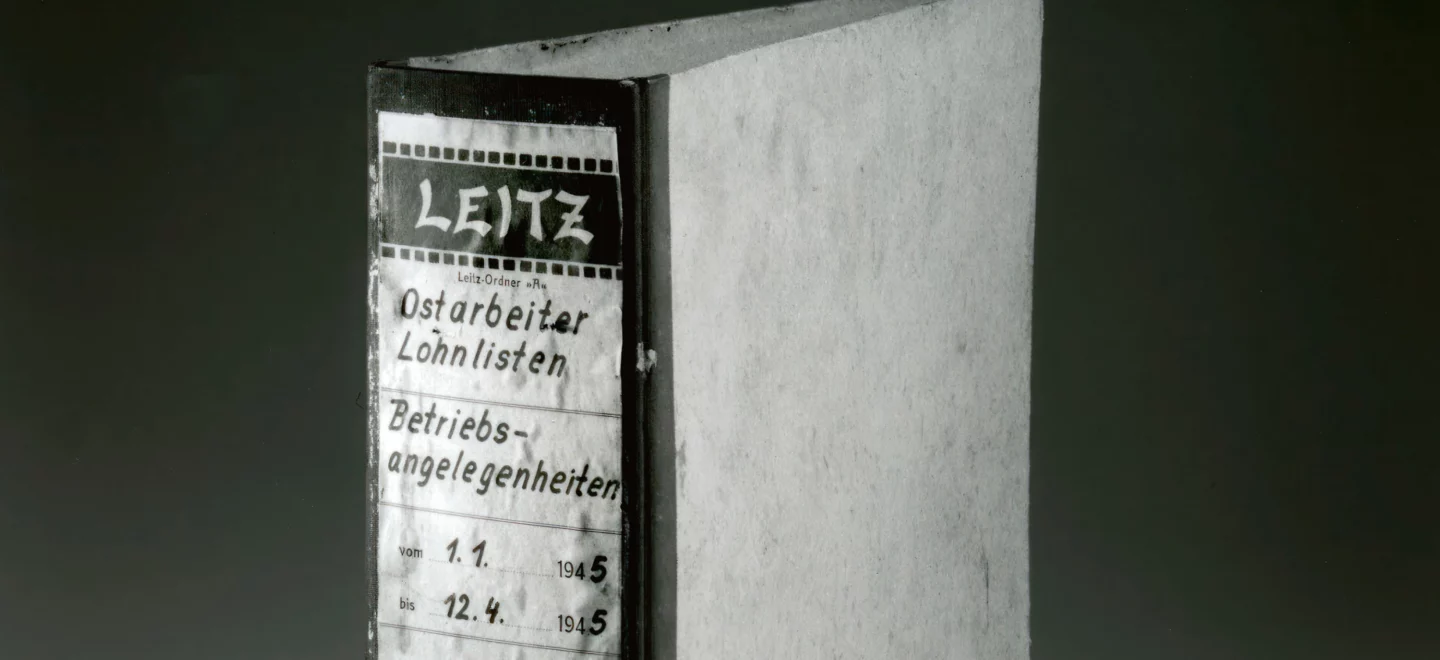 LEITZ
Leitz-Ordner »R«
Ostarbeiter
Lohnlisten
Betriebs-
angelegenheiten
vom 1.1. 1945
bis 12.4. 1945